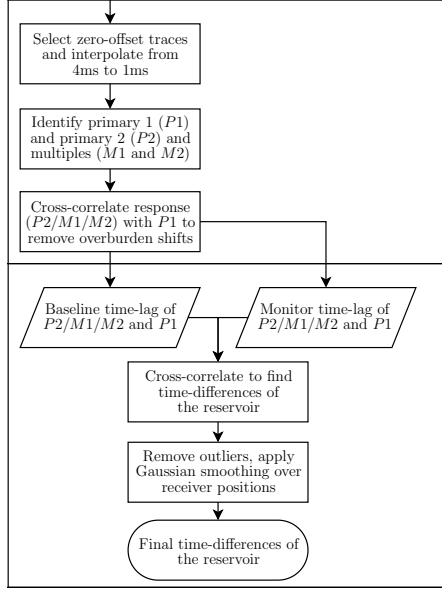 Select zero-offset traces
and interpolate from
4ms to 1ms
Identify primary 1 (P1)
and primary 2 (P2) and
multiples (M1 and M2)
Cross-correlate response
(P2/M1/M2) with P1 to
remove overburden shifts
Baseline time-lag of
P2/M1/M2 and P1
Monitor time-lag of
P2/M1/M2 and P1
Cross-correlate to find
time-differences of
the reservoir
Remove outliers, apply
Gaussian smoothing over
receiver positions
Final time-differences of
the reservoir